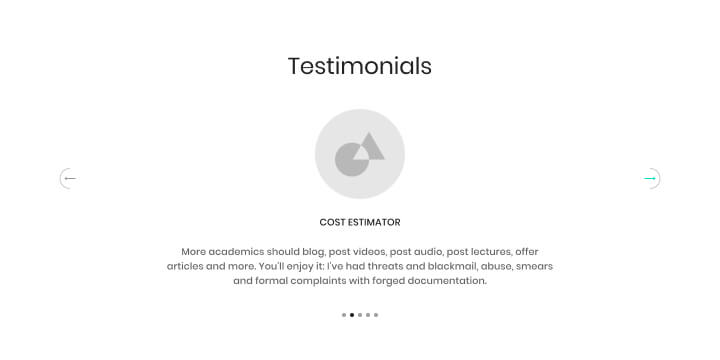 Testimonials
COST ESTIMATOR
More academics should blog, post videos, post audio, post lectures, offer
articles and more. You'll enjoy it: I've had threats and blackmail, abuse, smears
and formal complaints with forged documentation.